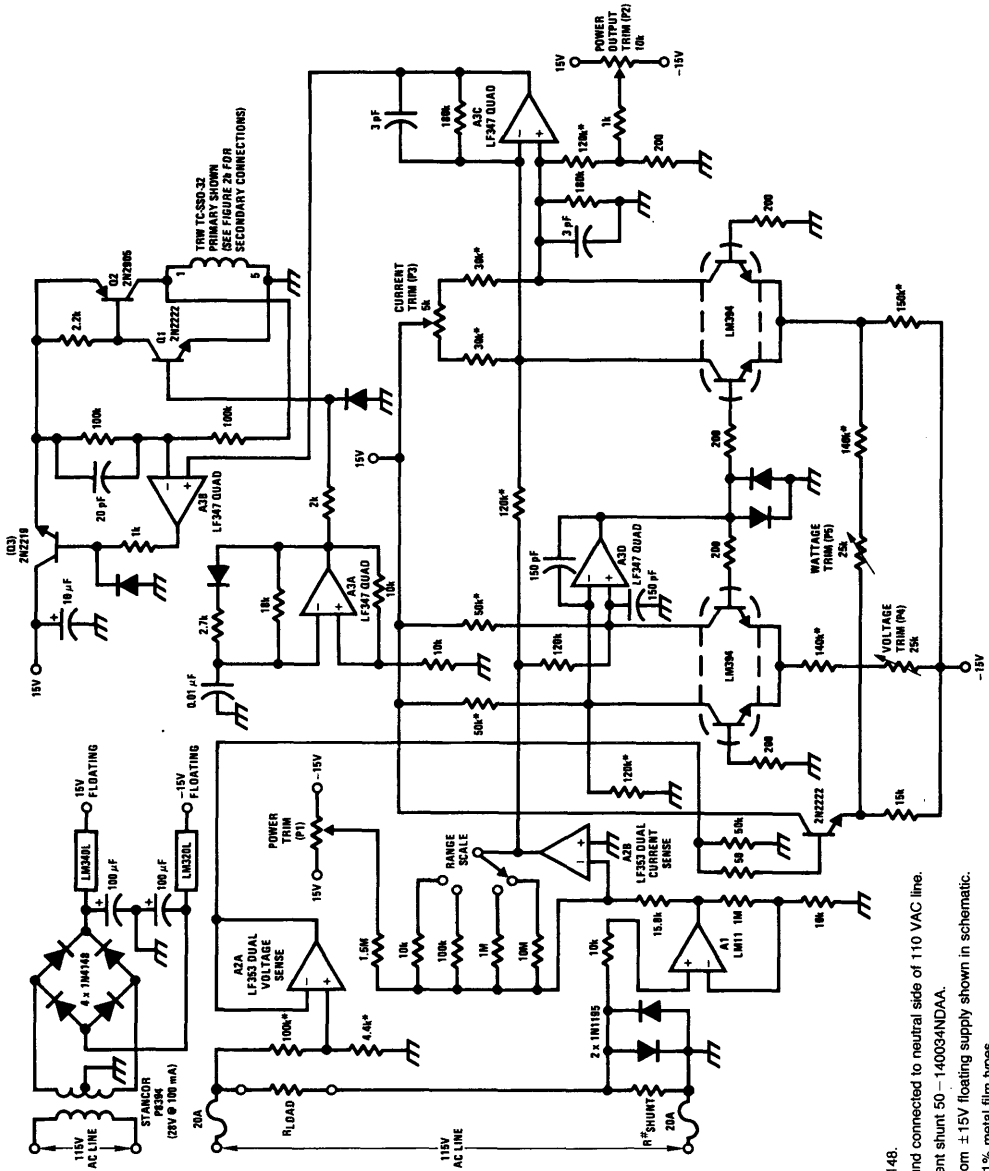 115V
AC LINE
STANCOR
P8394
(28V @ 100 mA)
4 x 1N4148
LM340L
LM320L
100 µF
100 µF
15V
FLOATING
-15V
FLOATING
15V
10 µF
(Q3)
2N2219
1k
20 pF
A3B
LF347 QUAD
100k
100k
2.2k
Q1
2N2222
Q2
2N2905
1
5
TRW TC-SSO-32
PRIMARY SHOWN
(SEE FIGURE 2b FOR
SECONDARY CONNECTIONS)
0.01 µF
2.7k
18k
A3A
LF347 QUAD
10k
10k
2k
15V
3 pF
180k
A3C
LF347 QUAD
15V
POWER
OUTPUT
TRIM (P2)
10k
-15V
1k
120k*
180k
200
3 pF
CURRENT
TRIM (P3)
5k
30k*
30k*
LM394
200
200
200
150k*
140k*
WATTAGE
TRIM (P5)
25k
120k*
150 pF
A3D
LF347 QUAD
150 pF
50k*
50k*
120k
120k*
LM394
200
140k*
VOLTAGE
TRIM (P4)
25k
-15V
2N2222
15k
50
50k
POWER
TRIM (P1)
15V
-15V
RANGE
SCALE
1.5M
10k
100k
1M
10M
A2A
LF353 DUAL
VOLTAGE
SENSE
A2B
LF353 DUAL
CURRENT
SENSE
100k*
4.4k*
20A
RLOAD
2 x 1N1195
R#SHUNT
20A
115V
AC LINE
10k
15.8k
A1
LM11
1M
10k
148.
und connected to neutral side of 110 VAC line.
ent shunt 50–140034NDAA.
om ±15V floating supply shown in schematic.
1% metal film types